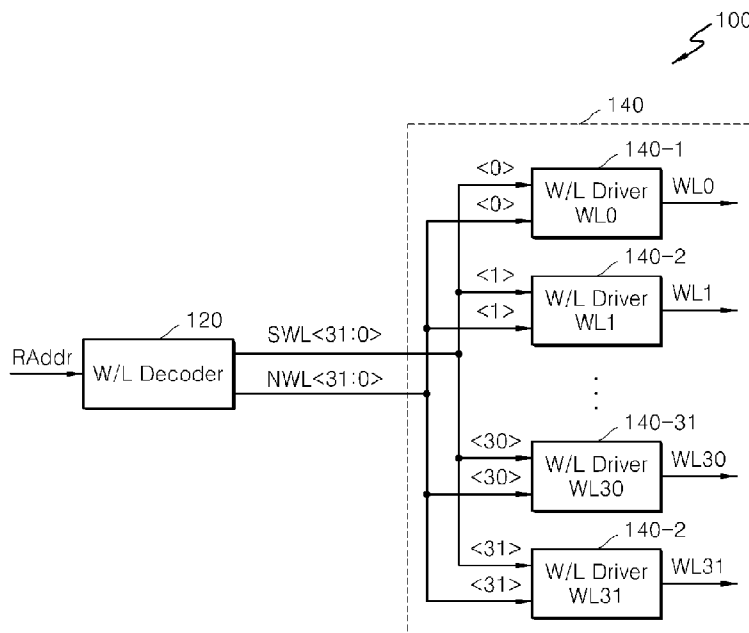 100
140
140-1
<0>
W/L Driver
WL0
WL0
<0>
140-2
<1>
W/L Driver
WL1
WL1
<1>
120
SWL<31:0>
RAddr
W/L Decoder
NWL<31:0>
140-31
<30>
W/L Driver
WL30
WL30
<30>
140-2
<31>
W/L Driver
WL31
WL31
<31>